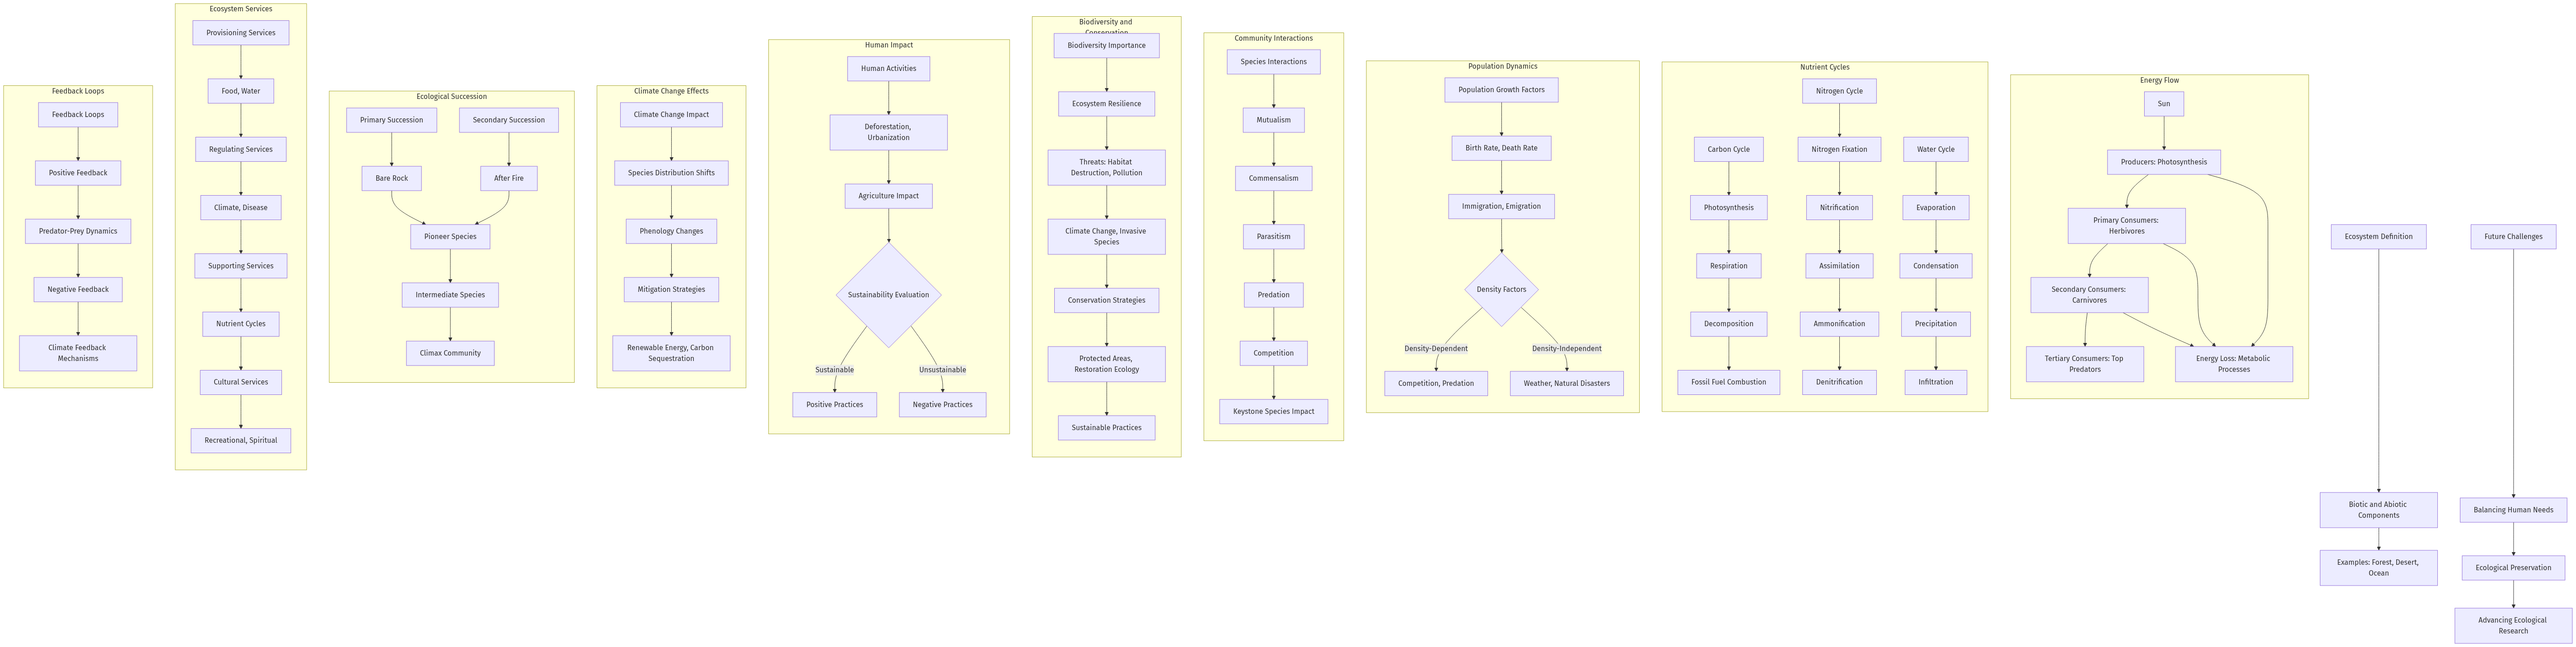 Feedback Loops
Feedback Loops
Positive Feedback
Predator-Prey Dynamics
Negative Feedback
Climate Feedback
Mechanisms
Ecosystem Services
Provisioning Services
Food, Water
Regulating Services
Climate, Disease
Supporting Services
Nutrient Cycles
Cultural Services
Recreational, Spiritual
Ecological Succession
Primary Succession
Secondary Succession
Bare Rock
After Fire
Pioneer Species
Intermediate Species
Climax Community
Climate Change Effects
Climate Change Impact
Species Distribution Shifts
Phenology Changes
Mitigation Strategies
Renewable Energy, Carbon
Sequestration
Human Impact
Human Activities
Deforestation,
Urbanization
Agriculture Impact
Sustainability Evaluation
Sustainable
Unsustainable
Positive Practices
Negative Practices
Biodiversity and
Conservation
Biodiversity Importance
Ecosystem Resilience
Threats: Habitat
Destruction, Pollution
Climate Change, Invasive
Species
Conservation Strategies
Protected Areas,
Restoration Ecology
Sustainable Practices
Community Interactions
Species Interactions
Mutualism
Commensalism
Parasitism
Predation
Competition
Keystone Species Impact
Population Dynamics
Population Growth Factors
Birth Rate, Death Rate
Immigration, Emigration
Density Factors
Density-Dependent
Density-Independent
Competition, Predation
Weather, Natural Disasters
Nutrient Cycles
Carbon Cycle
Photosynthesis
Respiration
Decomposition
Fossil Fuel Combustion
Nitrogen Cycle
Nitrogen Fixation
Nitrification
Assimilation
Ammonification
Denitrification
Water Cycle
Evaporation
Condensation
Precipitation
Infiltration
Energy Flow
Sun
Producers: Photosynthesis
Primary Consumers:
Herbivores
Secondary Consumers:
Carnivores
Tertiary Consumers: Top
Predators
Energy Loss: Metabolic
Processes
Ecosystem Definition
Biotic and Abiotic
Components
Examples: Forest, Desert,
Ocean
Future Challenges
Balancing Human Needs
Ecological Preservation
Advancing Ecological
Research